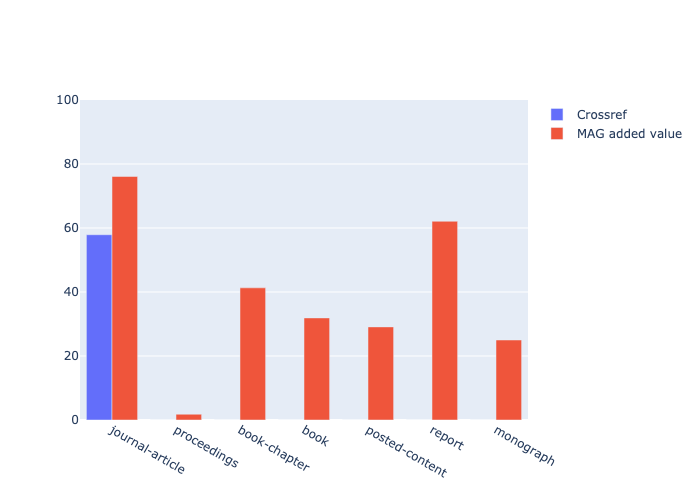 100
80
60
40
20
0
journal-article
proceedings
book-chapter
book
posted-content
report
monograph
Crossref
MAG added value